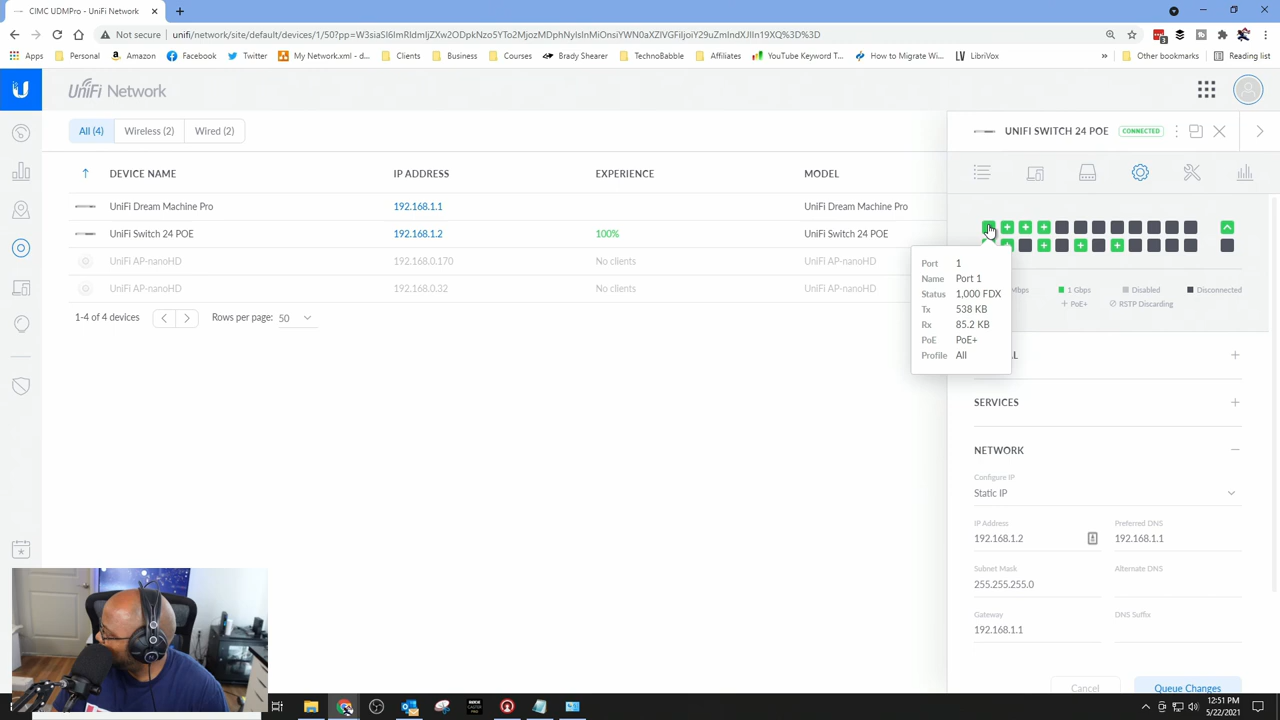 CIMC UDMPro - UniFi Network
Not secure
unifi/network/site/default/devices/1/50?pp=
Apps
Personal
Amazon
Facebook
Twitter
My Network.xml - d...
Clients
Business
Courses
Brady Shearer
TechnoBabble
YouTube Keyword T...
Affiliates
How to Migrate Wi...
LibriVox
»
Other bookmarks
Reading list
U
UniFi Network
All (4)
Wireless (2)
Wired (2)
UNIFI SWITCH 24 POE
CONNECTED
DEVICE NAME
IP ADDRESS
EXPERIENCE
MODEL
UniFi Dream Machine Pro
192.168.1.1
UniFi Dream Machine Pro
UniFi Switch 24 POE
192.168.1.2
100%
UniFi Switch 24 POE
UniFi AP-nanoHD
192.168.0.170
No clients
UniFi AP-nanoHD
UniFi AP-nanoHD
192.168.0.32
No clients
UniFi AP-nanoHD
1-4 of 4 devices
Rows per page: 50
Port 1
Name Port 1
Status 1,000 FDX
Tx 538 KB
Rx 85.2 KB
PoE PoE+
Profile All
Mbps
1 Gbps
Disabled
Disconnected
PoE+
RSTP Discarding
SERVICES
NETWORK
Configure IP
Static IP
IP Address
Preferred DNS
192.168.1.2
192.168.1.1
Subnet Mask
Alternate DNS
255.255.255.0
Gateway
DNS Suffix
192.168.1.1
Cancel
Queue Changes
12:51 PM
5/22/2021